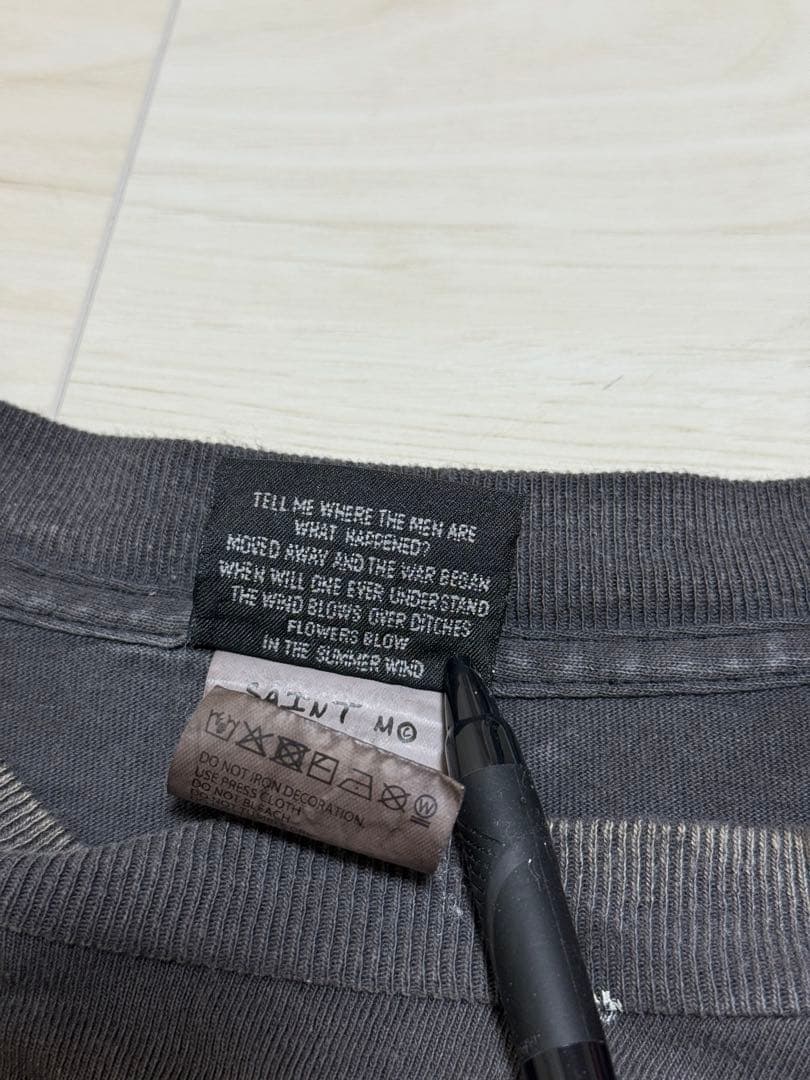 TELL ME WHERE THE MEN ARE
WHAT HAPPENED?
MOVED AWAY AND THE WAR BEGAN
WHEN WILL ONE EVER UNDERSTAND
THE WIND BLOWS OVER DITCHES
FLOWERS BLOW
IN THE SUMMER WIND
SAINT M©
W
DO NOT IRON DECORATION.
USE PRESS CLOTH
DO NOT BLEACH